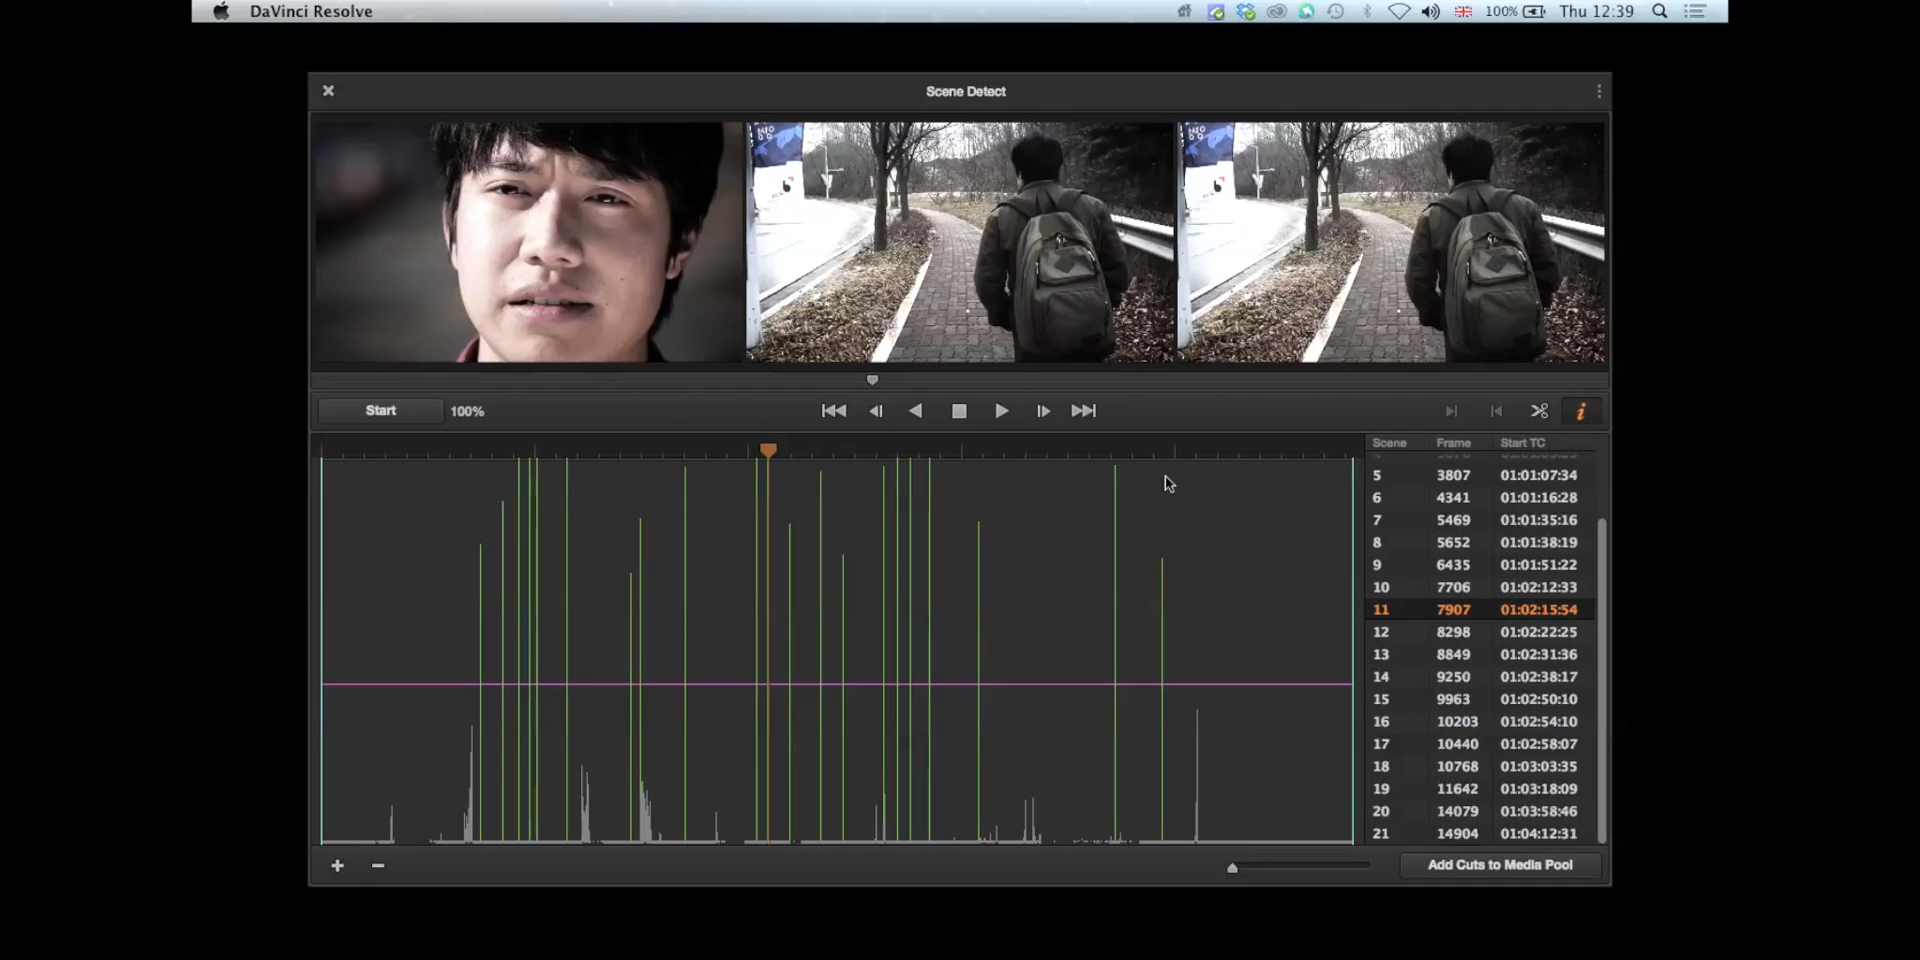 DaVinci Resolve
100%
Thu 12:39
Scene Detect
Start
100%
i
Scene Frame Start TC
5 3807 01:01:07:34
6 4341 01:01:16:28
7 5469 01:01:35:16
8 5652 01:01:38:19
9 6435 01:01:51:22
10 7706 01:02:12:33
11 7907 01:02:15:54
12 8298 01:02:22:25
13 8849 01:02:31:36
14 9250 01:02:38:17
15 9963 01:02:50:10
16 10203 01:02:54:10
17 10440 01:02:58:07
18 10768 01:03:03:35
19 11642 01:03:18:09
20 14079 01:03:58:46
21 14904 01:04:12:31
Add Cuts to Media Pool